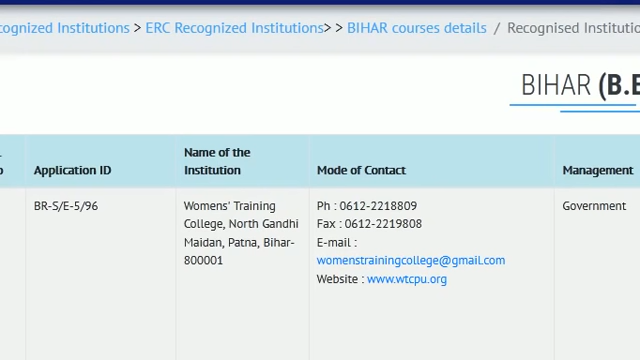 ERC Recognized Institutions> > BIHAR courses details / Recognised
Institutions >
BIHAR
Application ID
Name of the
Institution
Mode of Contact
Management
BR-S/E-5/96
Womens' Training
College, North Gandhi
Maidan, Patna, Bihar-
800001
Ph : 0612-2218809
Fax : 0612-2219808
E-mail :
womenstrainingcollege@gmail.com
Website : www.wtcpu.org
Government